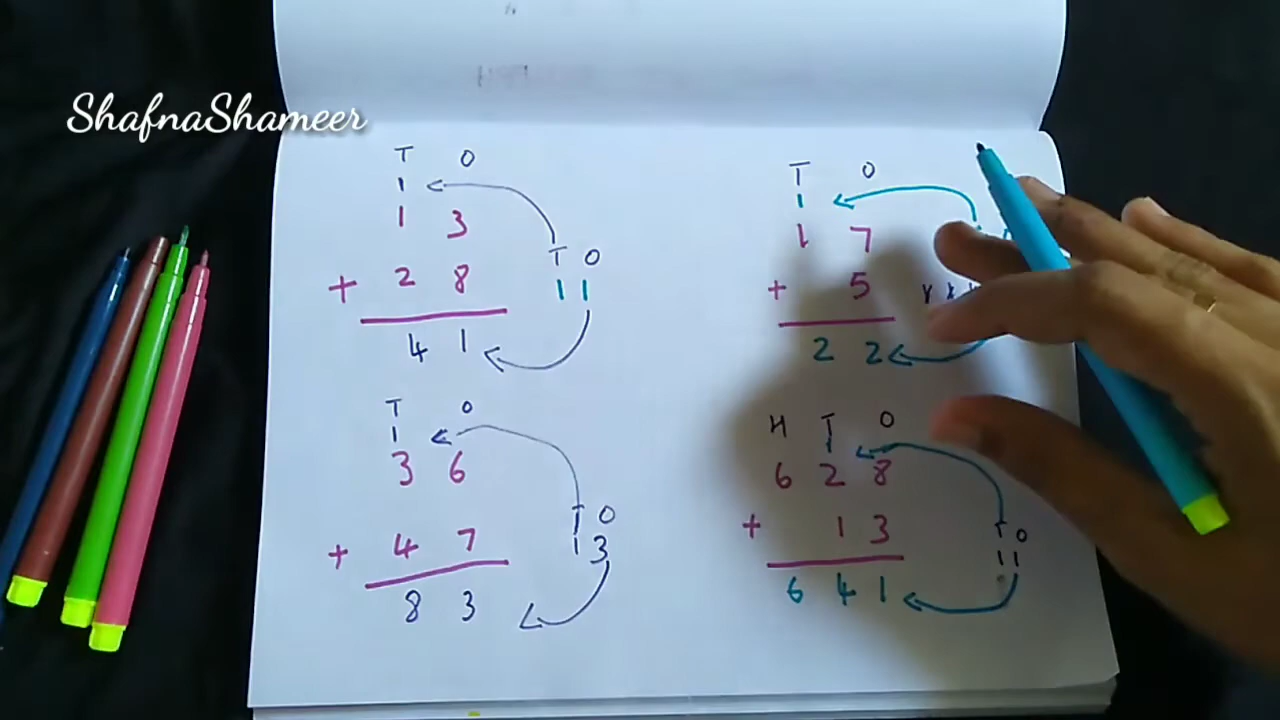 ShafnaShameer
T O
1
1 3
+ 2 8
4 1
T O
1 1
T O
1
1 7
+ 5
2 2
T O
1
3 6
+ 4 7
8 3
T O
1 3
H T O
1
6 2 8
+ 1 3
6 4 1
T O
1 1